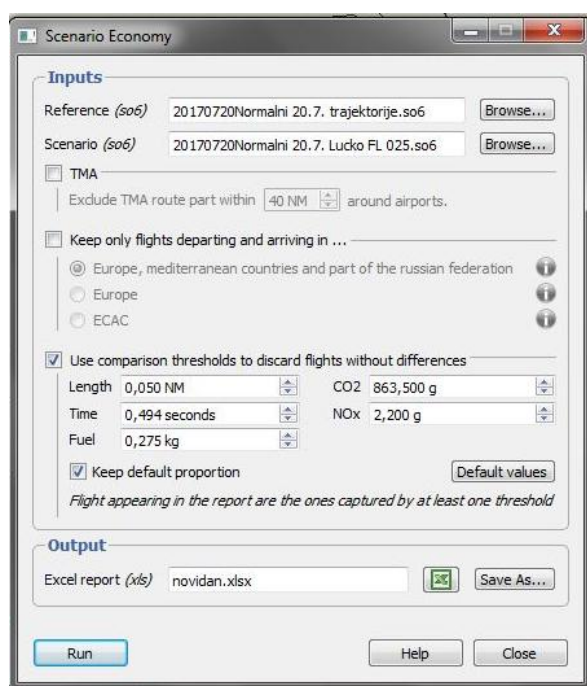 Scenario Economy
Inputs
Reference (so6) 20170720Normalni 20.7. trajektorije.so6 Browse...
Scenario (so6) 20170720Normalni 20.7. Lucko FL 025.so6 Browse...
TMA
Exclude TMA route part within 40 NM around airports.
Keep only flights departing and arriving in ...
Europe, mediterranean countries and part of the russian federation
Europe
ECAC
Use comparison thresholds to discard flights without differences
Length 0,050 NM CO2 863,500 g
Time 0,494 seconds NOx 2,200 g
Fuel 0,275 kg
Keep default proportion Default values
Flight appearing in the report are the ones captured by at least one threshold
Output
Excel report (xls) novidan.xlsx Save As...
Run Help Close